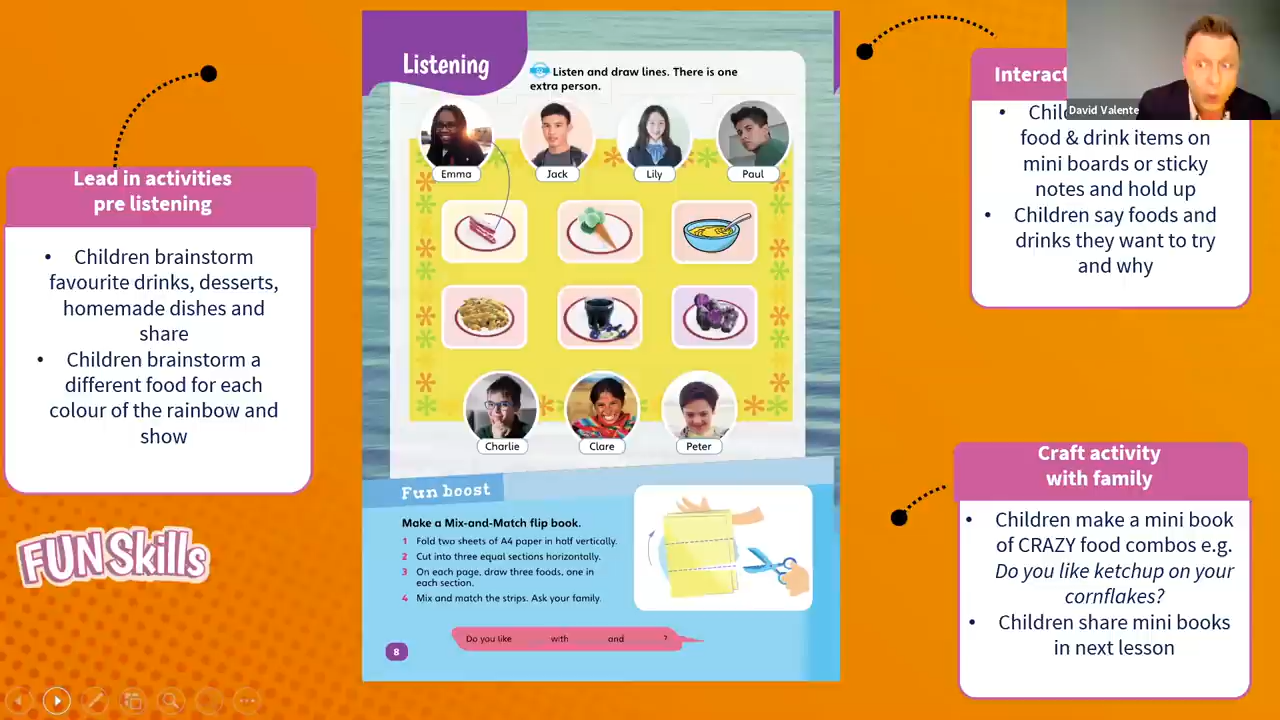 Lead in activities
pre listening
• Children brainstorm
favourite drinks, desserts,
homemade dishes and
share
• Children brainstorm a
different food for each
colour of the rainbow and
show
FUN Skills
Listening
Listen and draw lines. There is one
extra person.
Emma
Jack
Lily
Paul
Charlie
Clare
Peter
Fun boost
Make a Mix-and-Match flip book.
1 Fold two sheets of A4 paper in half vertically.
2 Cut into three equal sections horizontally.
3 On each page, draw three foods, one in
each section.
4 Mix and match the strips. Ask your family.
Do you like with and ?
8
David Valente
•
food & drink items on
mini boards or sticky
notes and hold up
• Children say foods and
drinks they want to try
and why
Craft activity
with family
• Children make a mini book
of CRAZY food combos e.g.
Do you like ketchup on your
cornflakes?
• Children share mini books
in next lesson